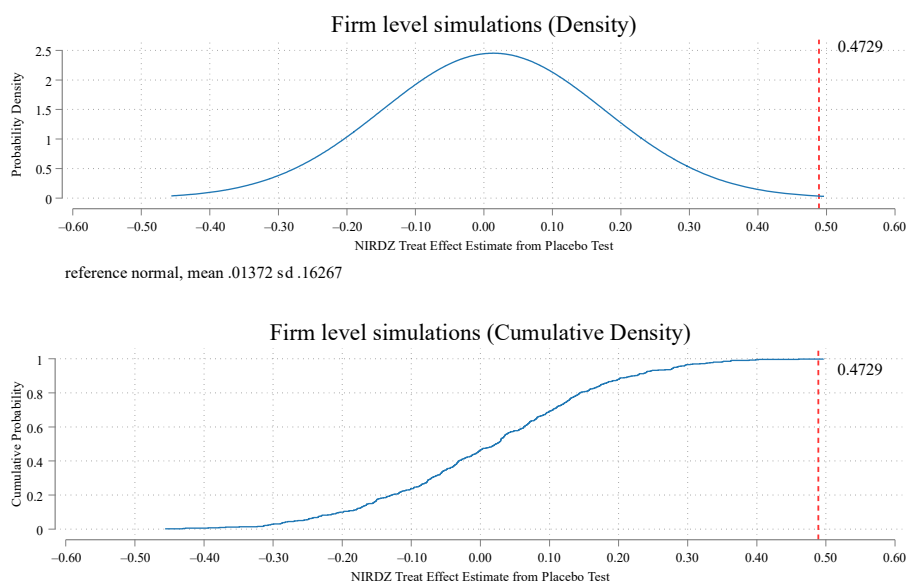 Firm level simulations (Density)
0.4729
Probability Density
2.5
2
1.5
1
0.5
0
–0.60 –0.50 –0.40 –0.30 –0.20 –0.10 0.00 0.10 0.20 0.30 0.40 0.50 0.60
NIRDZ Treat Effect Estimate from Placebo Test
reference normal, mean .01372 sd .16267
Firm level simulations (Cumulative Density)
0.4729
Cumulative Probability
1
0.8
0.6
0.4
0.2
0
–0.60 –0.50 –0.40 –0.30 –0.20 –0.10 0.00 0.10 0.20 0.30 0.40 0.50 0.60
NIRDZ Treat Effect Estimate from Placebo Test